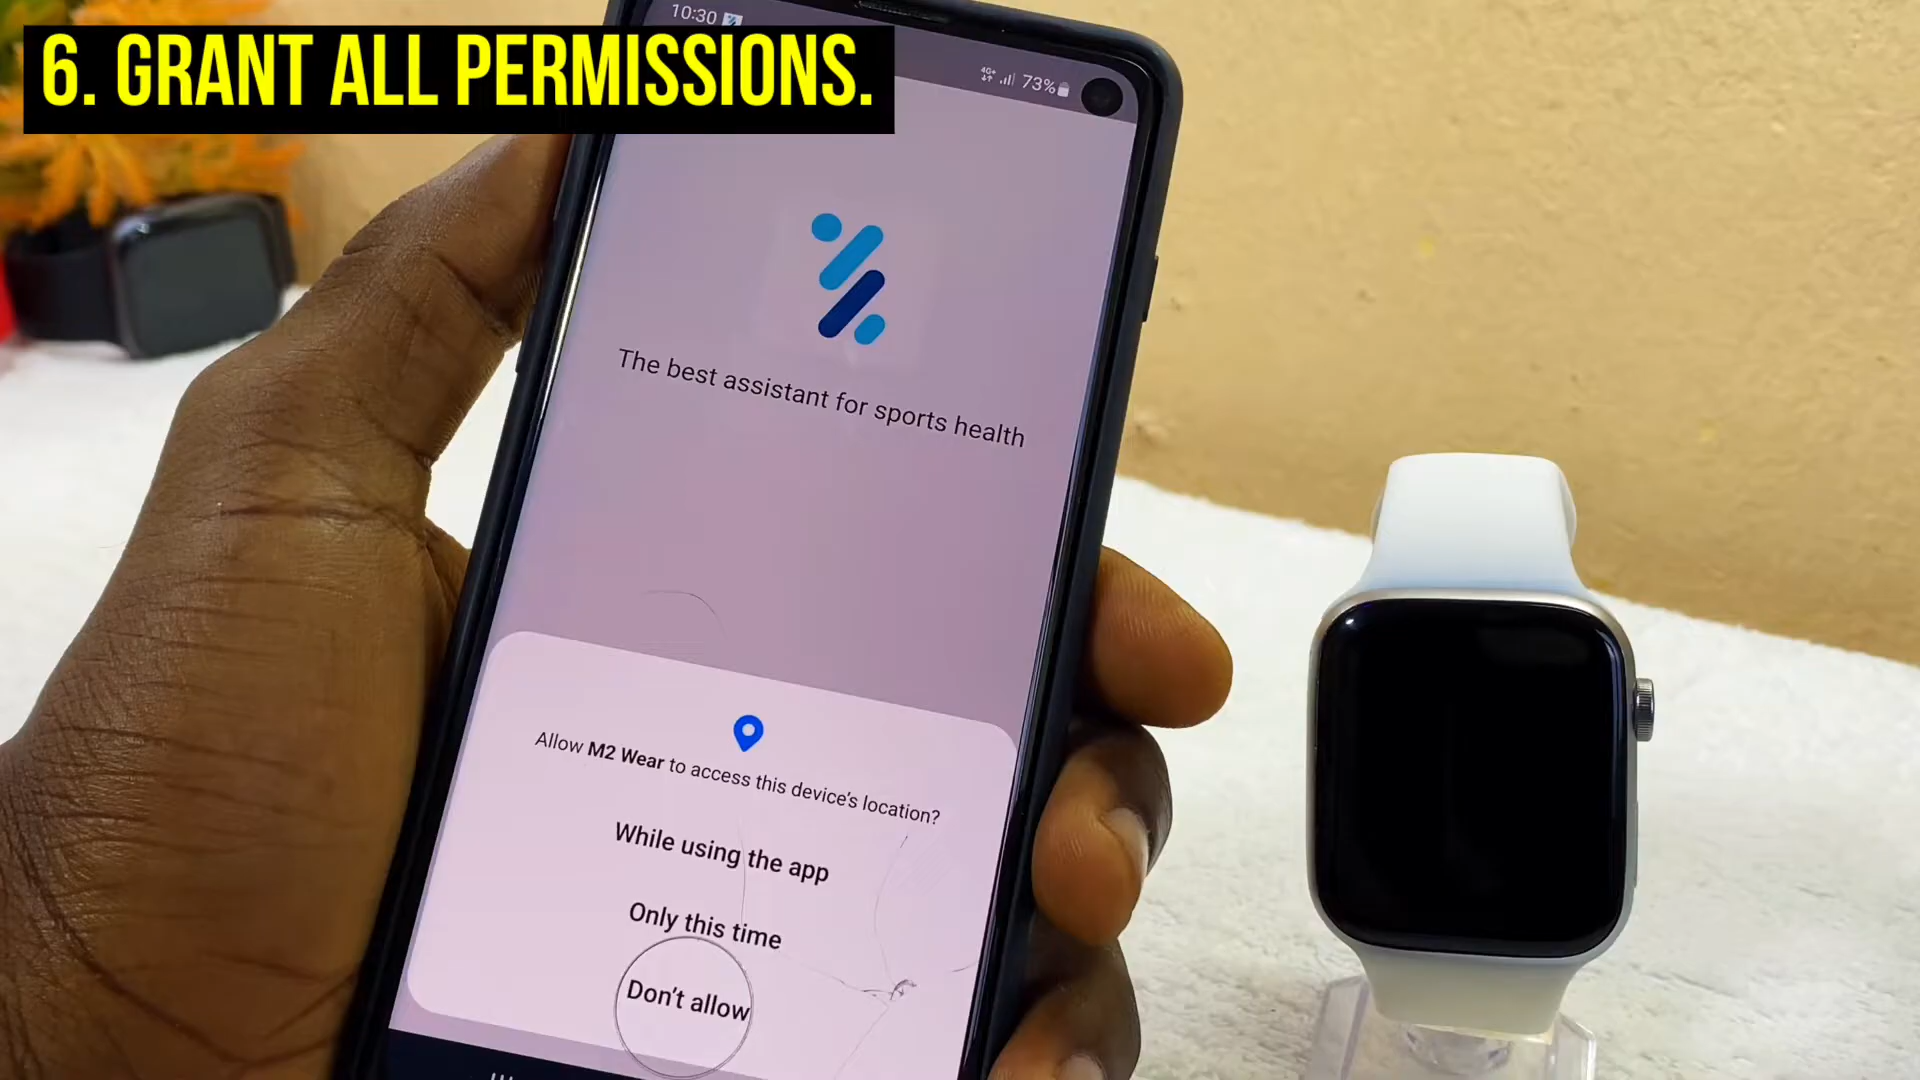 6. GRANT ALL PERMISSIONS.
10:30
4G+ 73%
The best assistant for sports health
Allow M2 Wear to access this device's location?
While using the app
Only this time
Don't allow